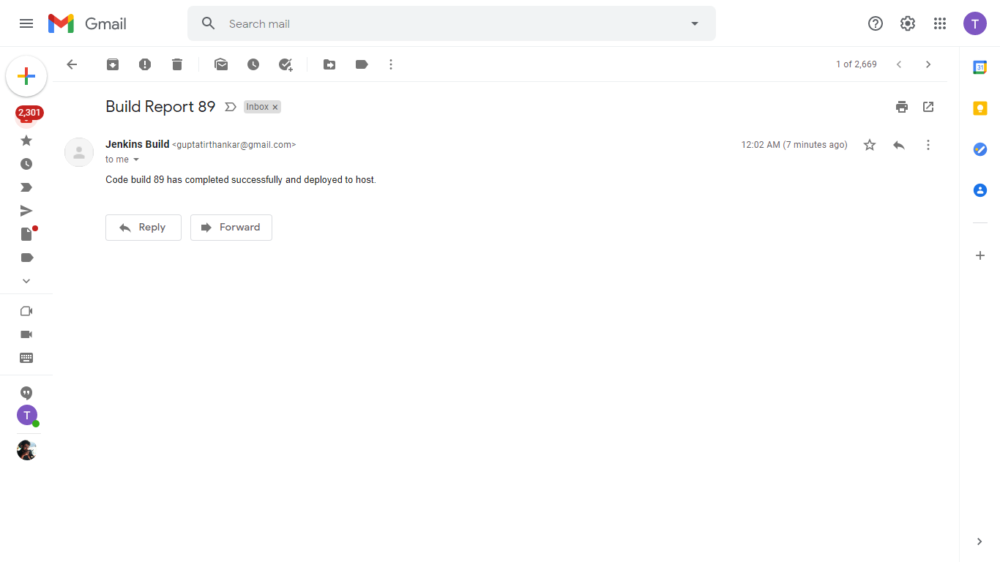 Gmail
Search mail
T
1 of 2,669
31
2,301
Build Report 89
Inbox x
Jenkins Build <guptatirthankar@gmail.com>
12:02 AM (7 minutes ago)
to me
Code build 89 has completed successfully and deployed to host.
Reply
Forward
T